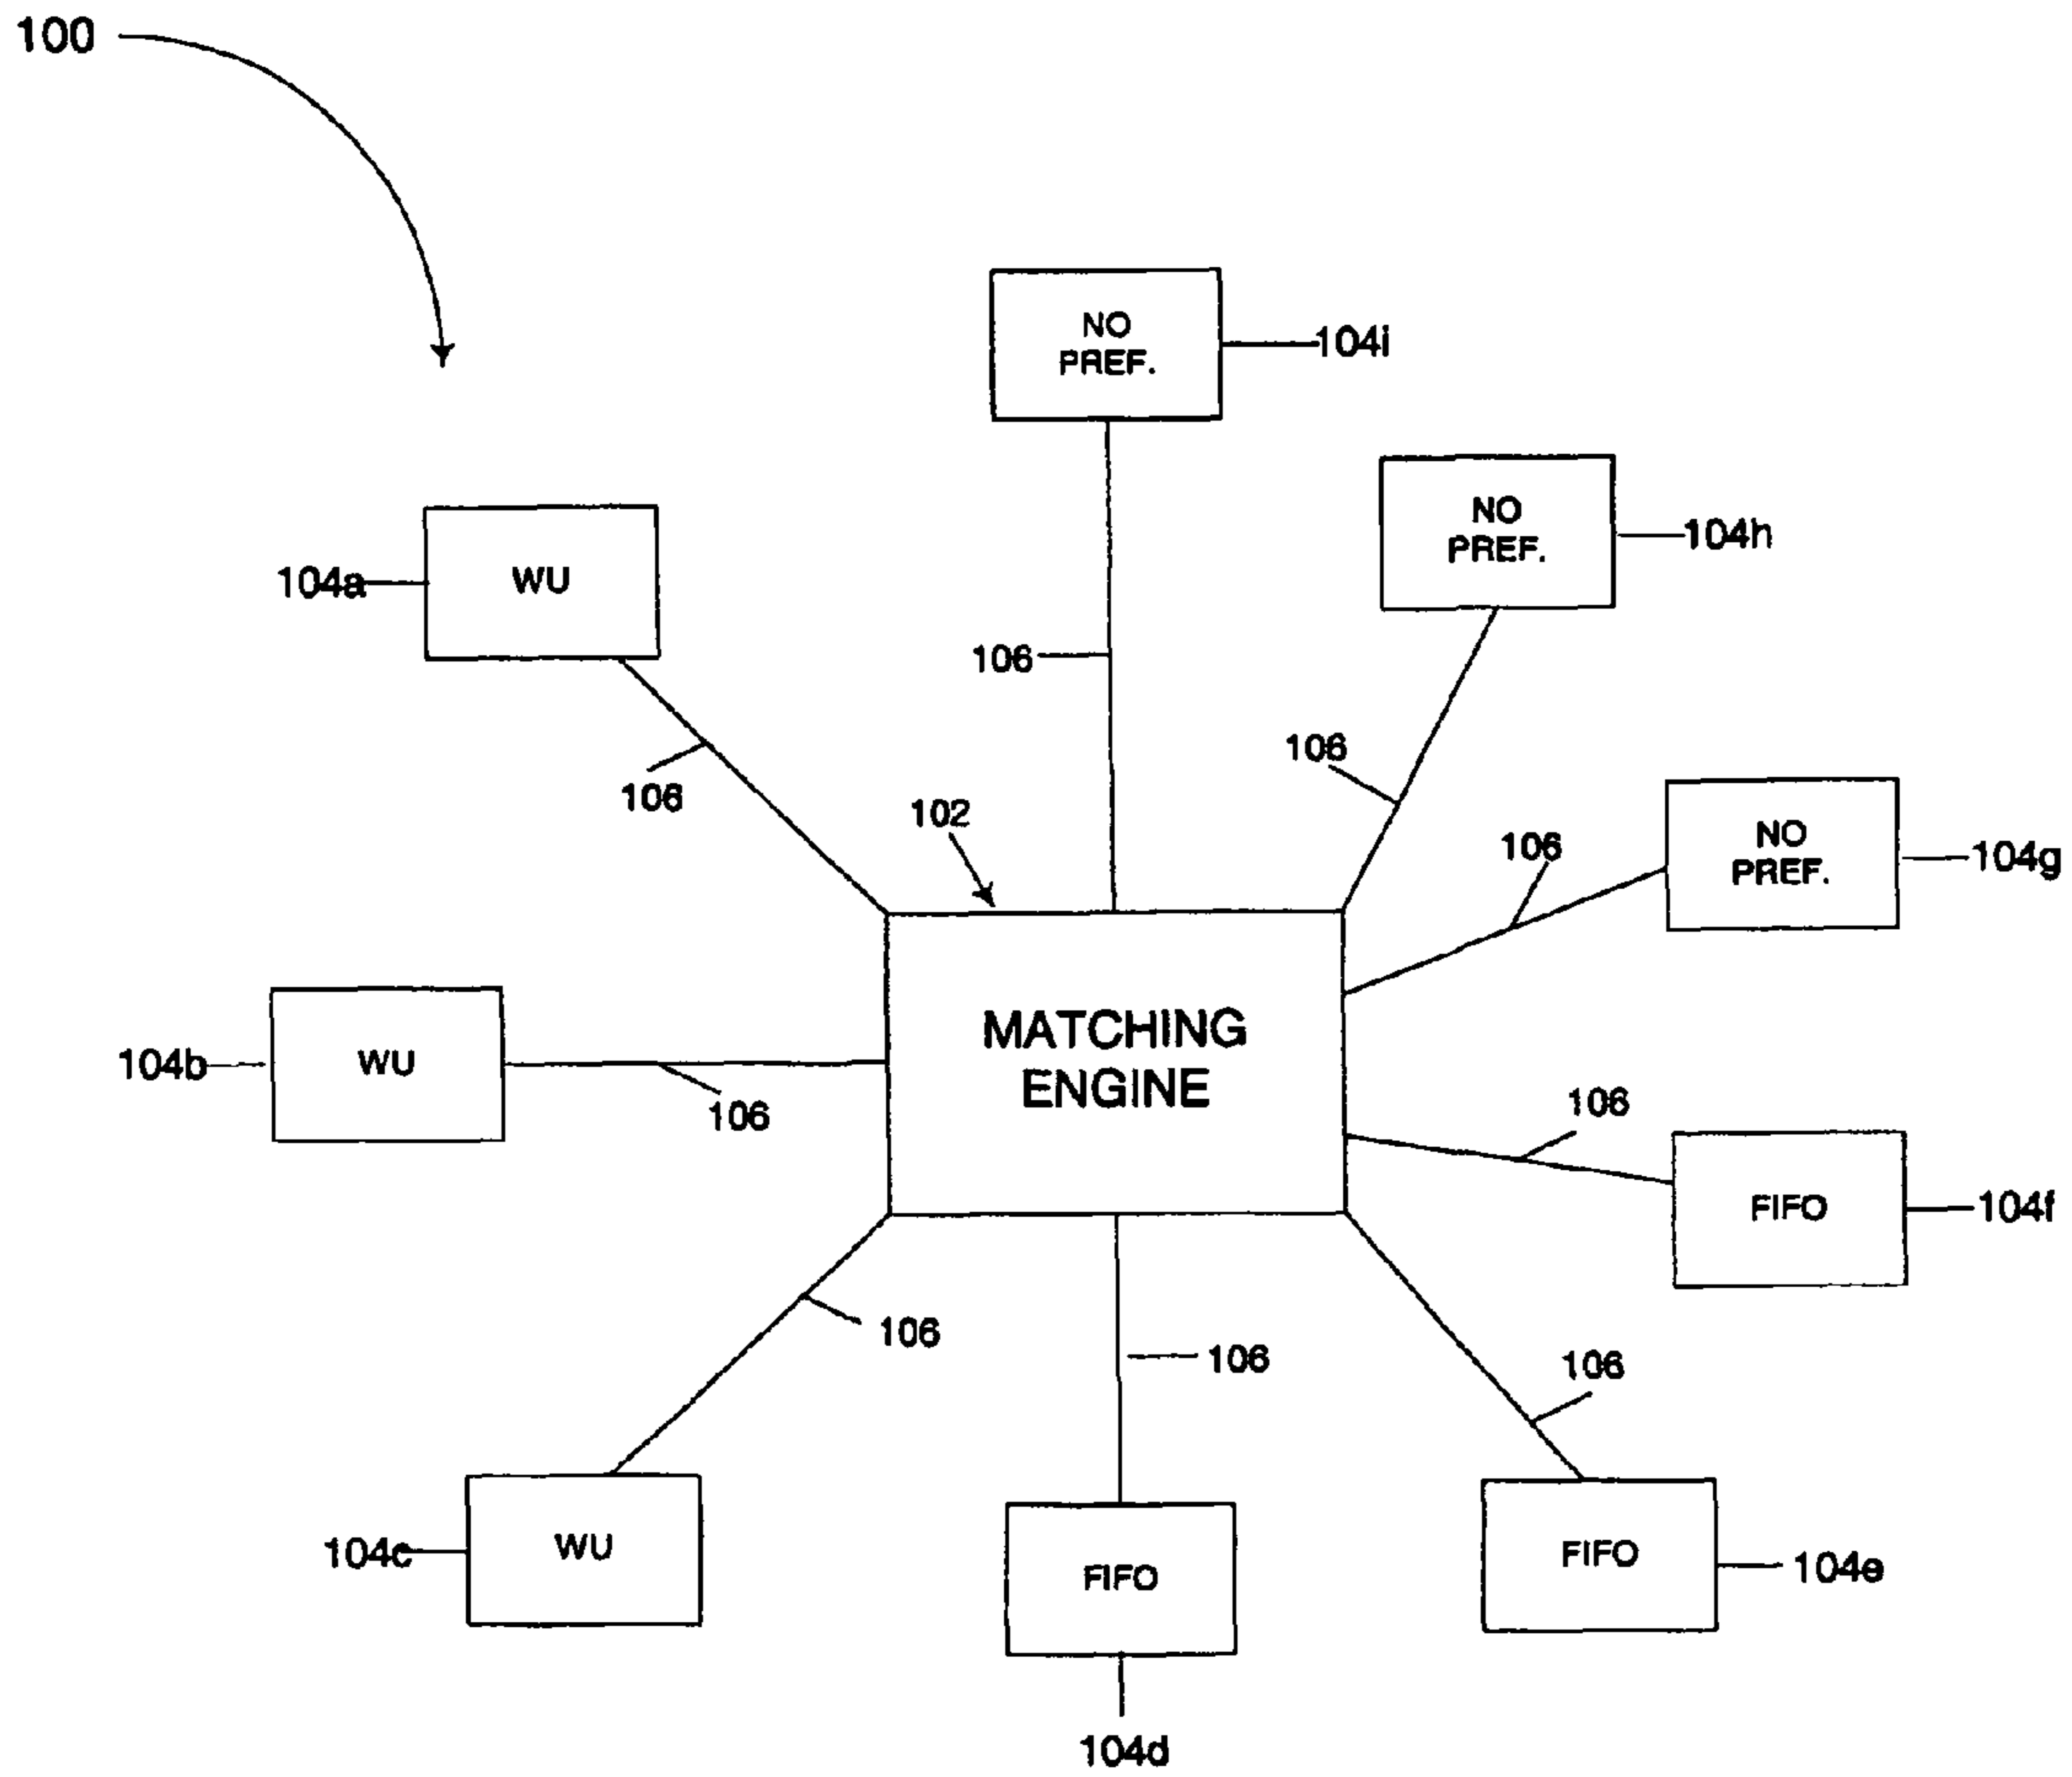 100
NO
PREF.
104i
NO
PREF.
104h
104a
WU
106
106
106
102
106
NO
PREF.
104g
MATCHING
ENGINE
104b
WU
106
106
FIFO
104f
106
106
106
104c
WU
FIFO
FIFO
104e
104d